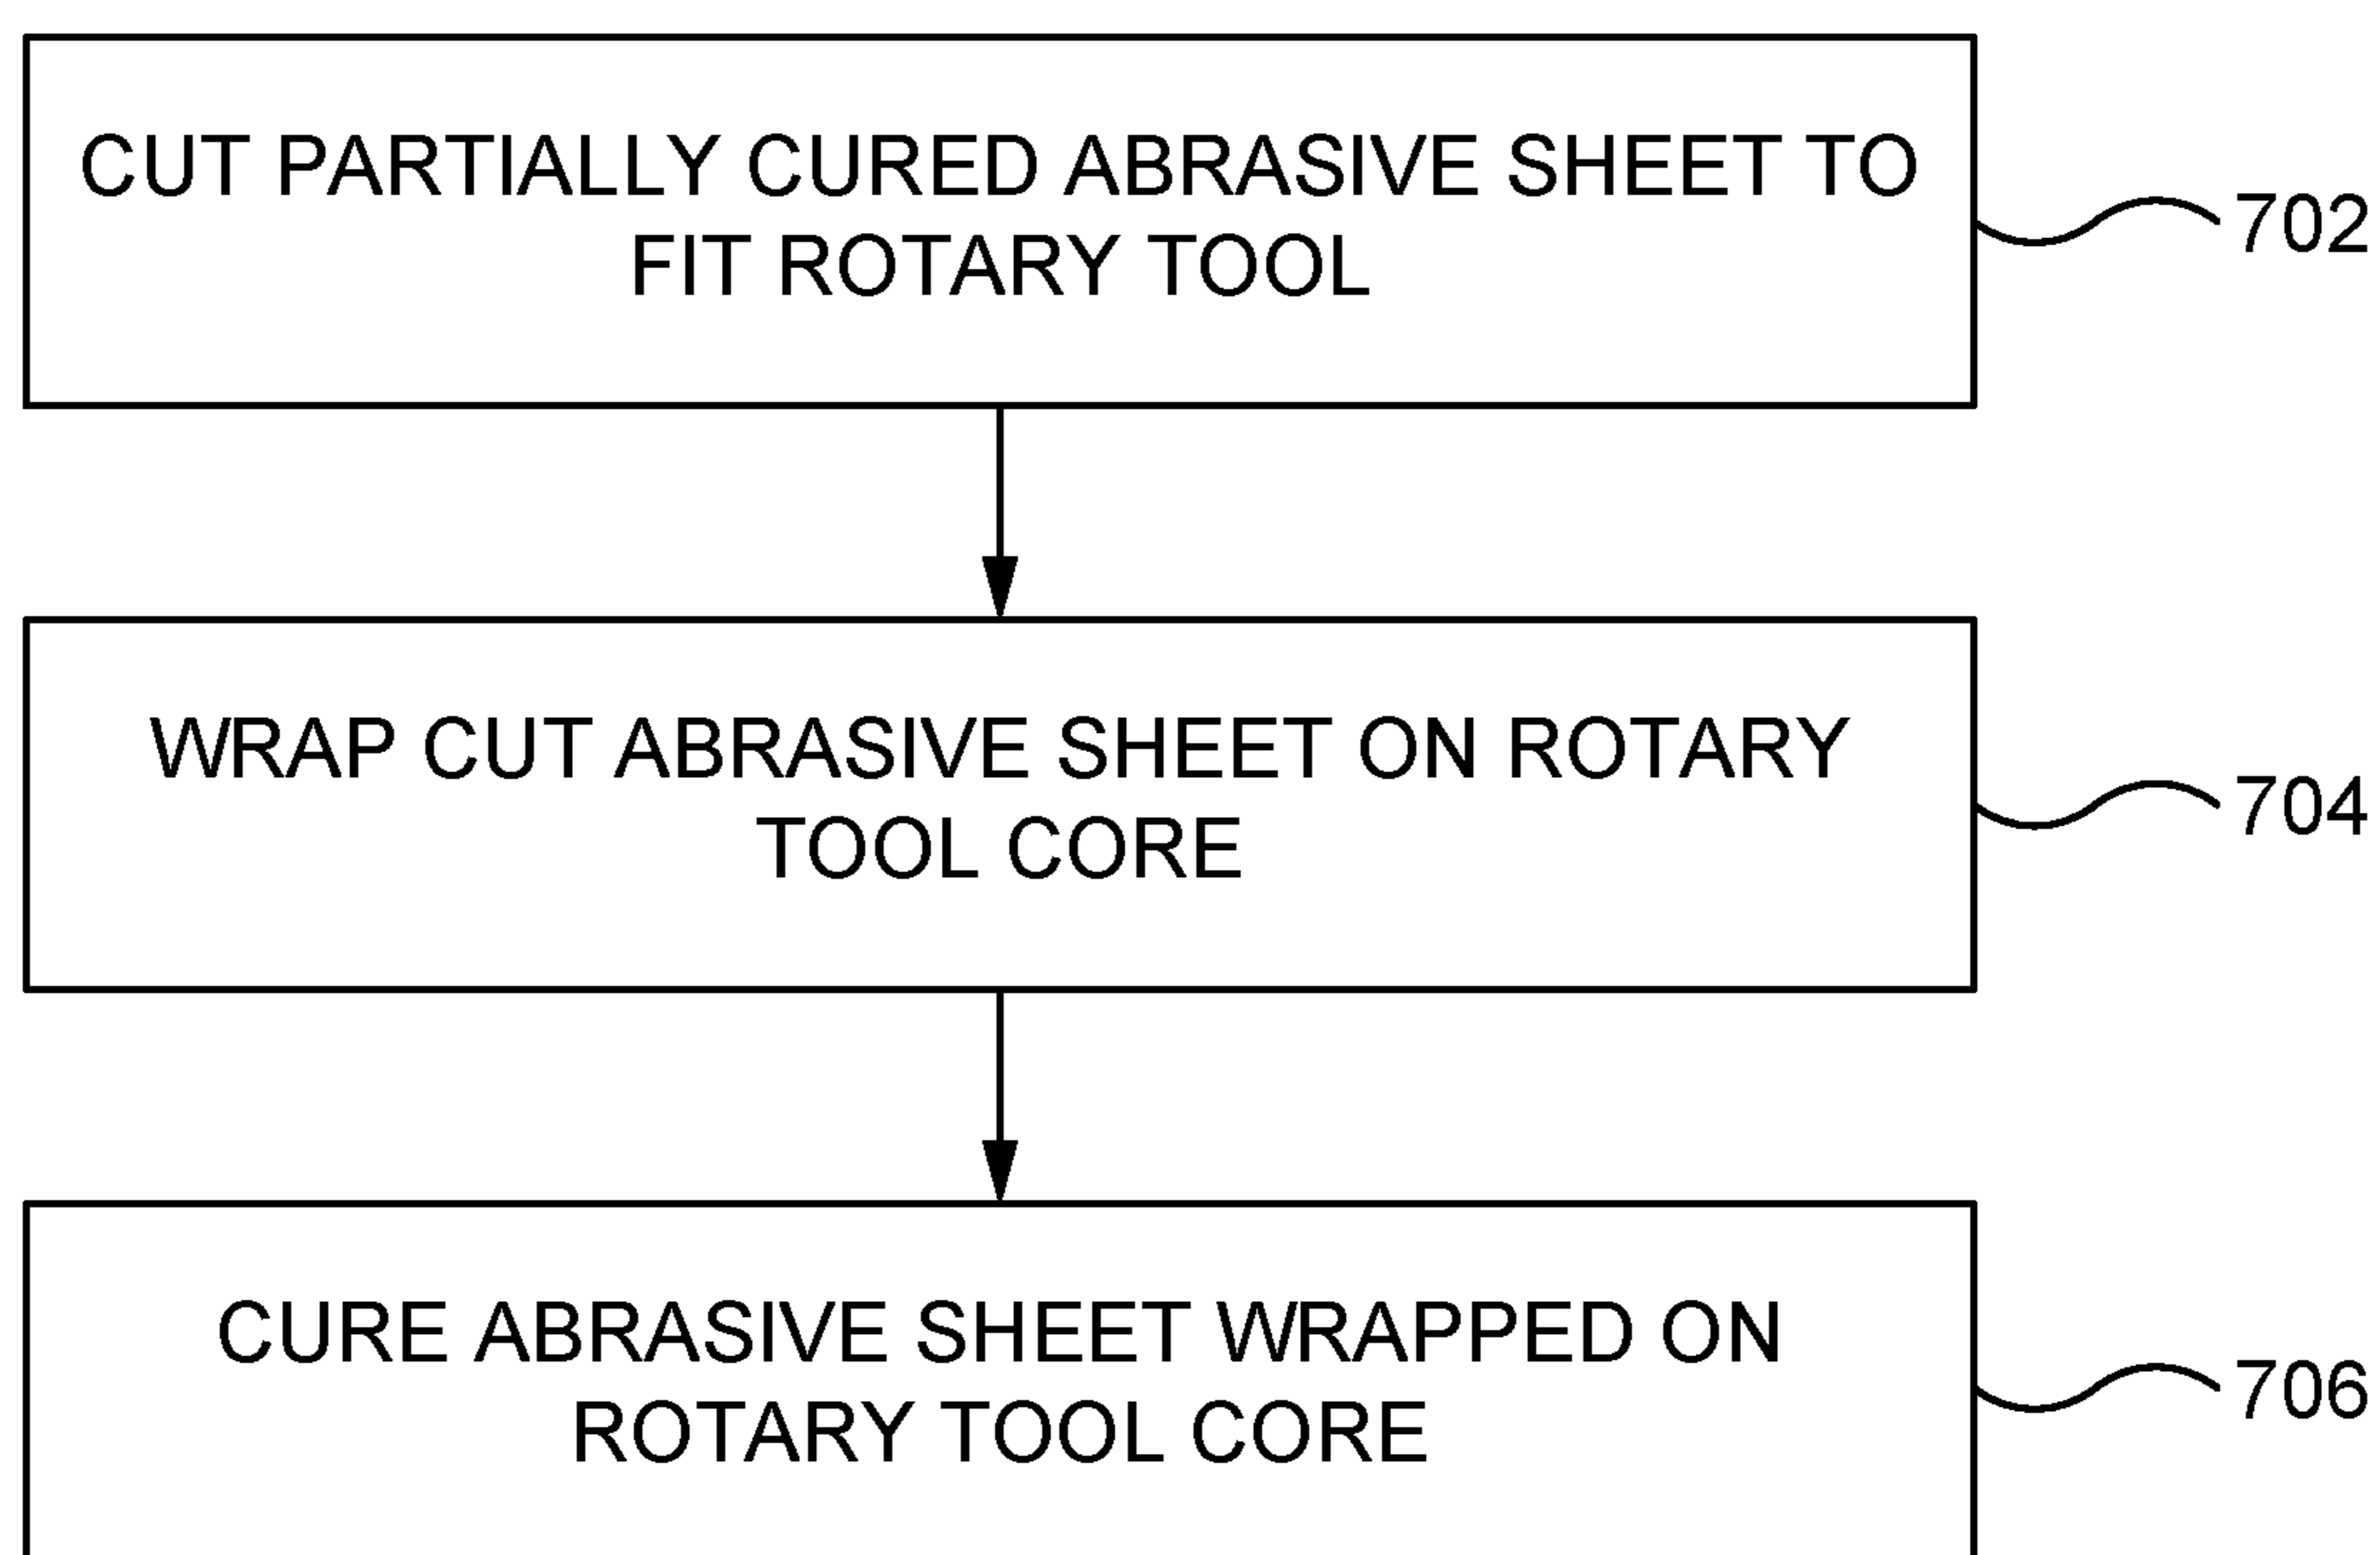 CUT PARTIALLY CURED ABRASIVE SHEET TO
FIT ROTARY TOOL
702
WRAP CUT ABRASIVE SHEET ON ROTARY
TOOL CORE
704
CURE ABRASIVE SHEET WRAPPED ON
ROTARY TOOL CORE
706